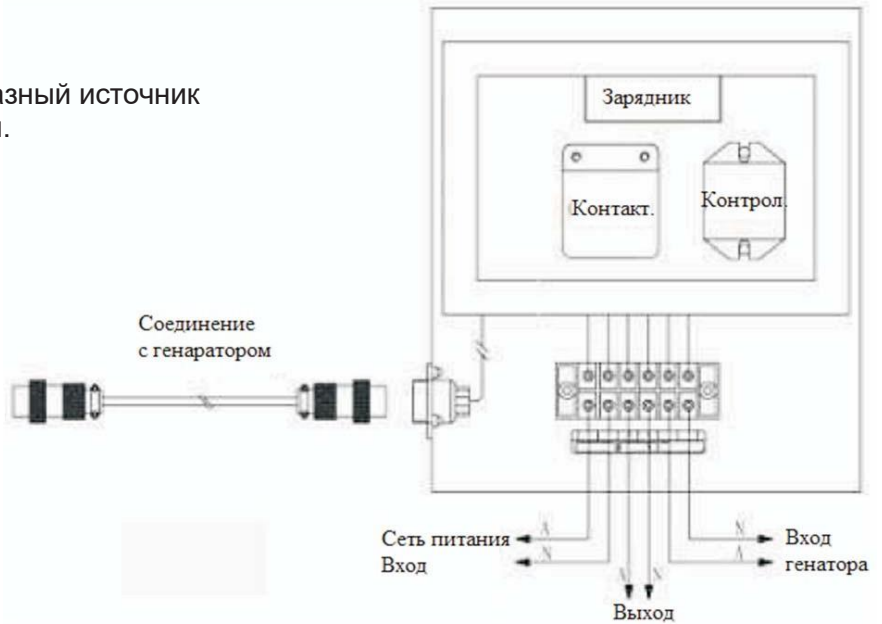 азный источник
.
Зарядник
Контакт.
Контрол.
Соединение
с генаратором
Сеть питания
Вход
A
N
A
N
N
A
Вход
генатора
Выход